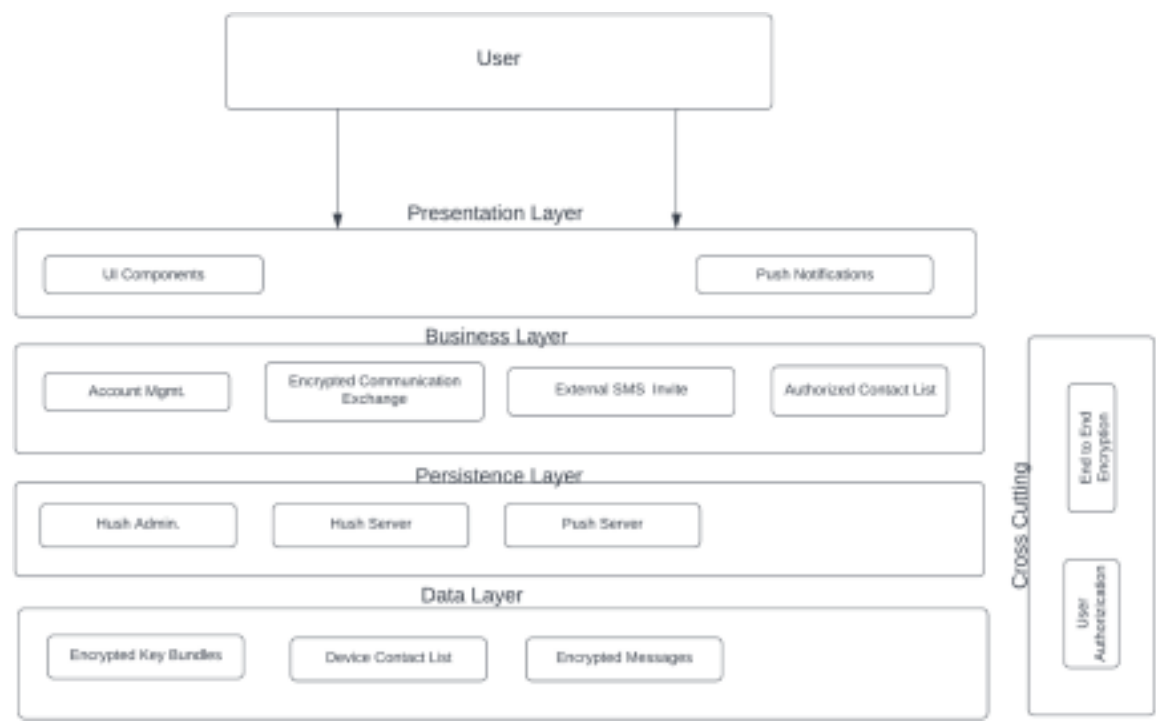 User
Presentation Layer
UI Components
Push Notifications
Business Layer
Account Mgmt.
Encrypted Communication
Exchange
External SMS Invite
Authorized Contact List
Persistence Layer
Hush Admin.
Hush Server
Push Server
Data Layer
Encrypted Key Bundles
Device Contact List
Encrypted Messages
Cross Cutting
End to End
Encryption
User
Authorizication